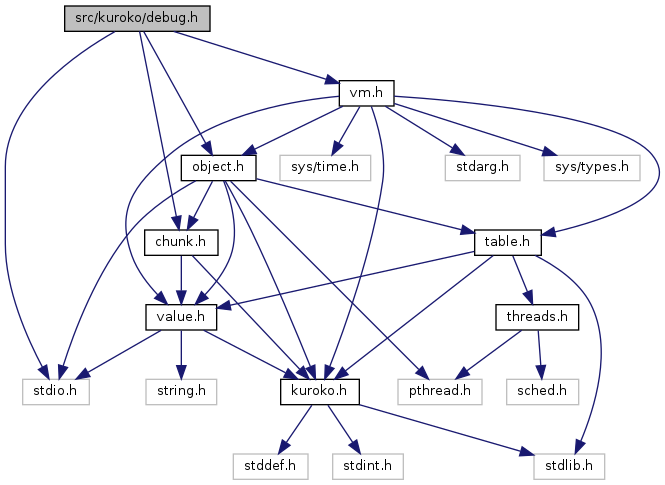 src/kuroko/debug.h
vm.h
object.h
sys/time.h
stdarg.h
sys/types.h
chunk.h
table.h
value.h
threads.h
stdio.h
string.h
kuroko.h
pthread.h
sched.h
stddef.h
stdint.h
stdlib.h